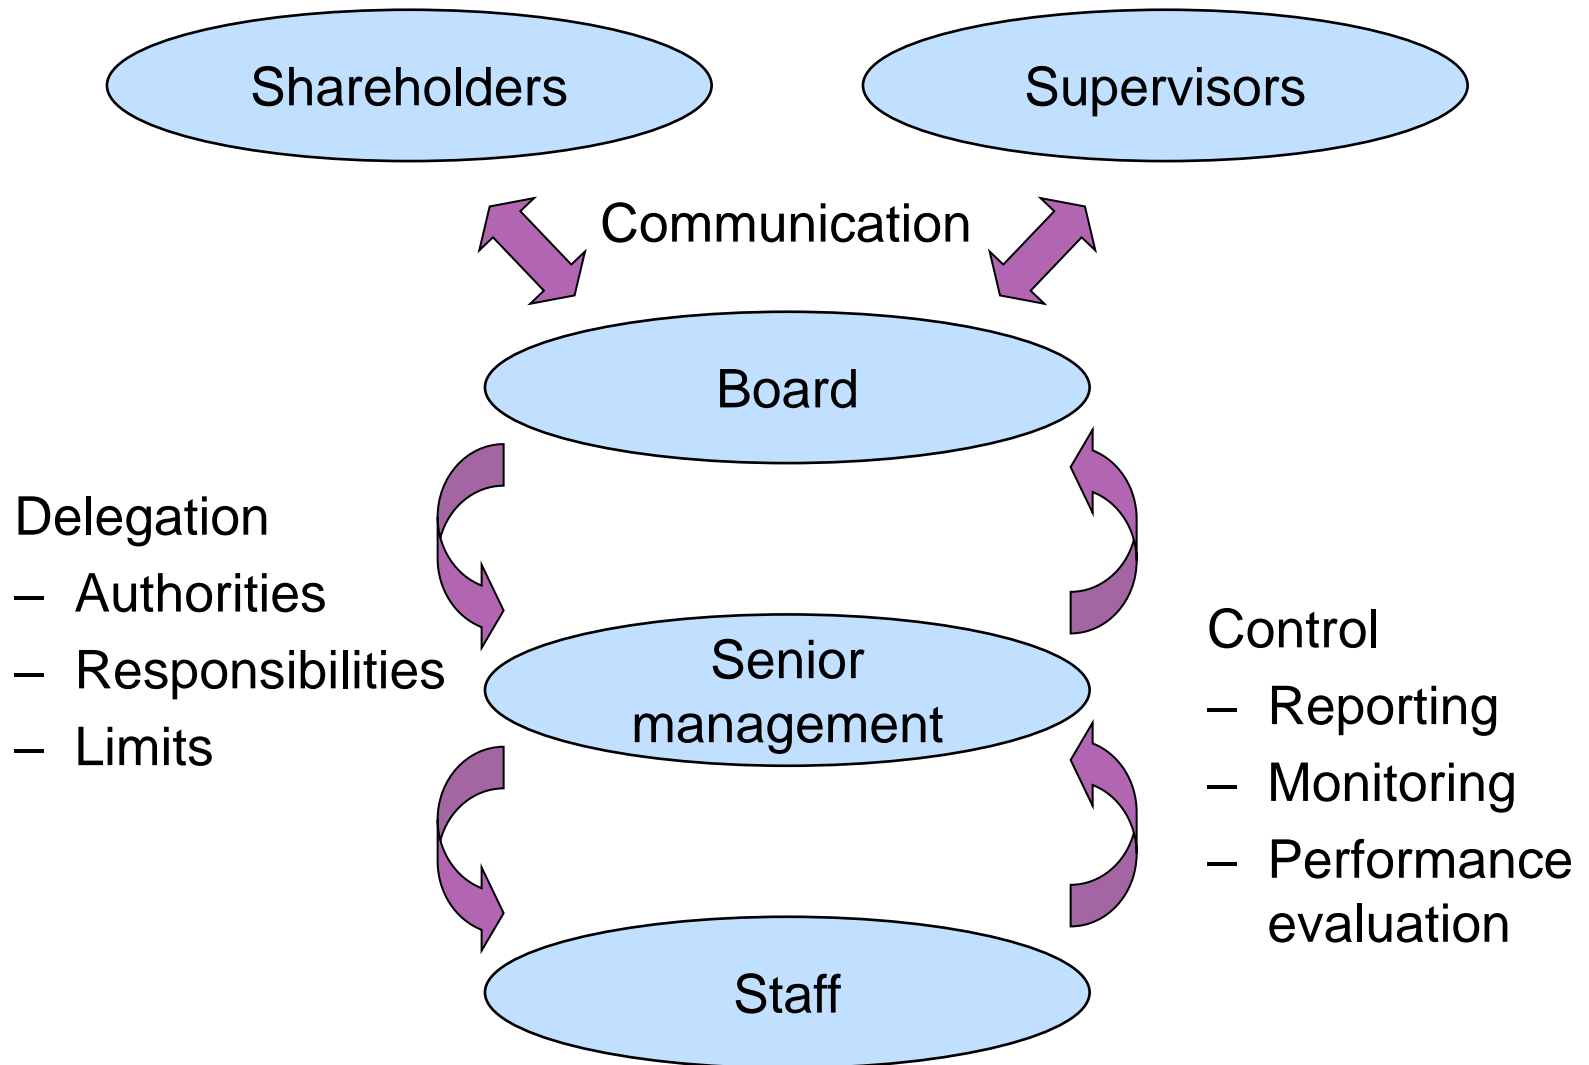 Shareholders
Supervisors
Communication
Board
Delegation
– Authorities
– Responsibilities
– Limits
Senior
management
Control
– Reporting
– Monitoring
– Performance
evaluation
Staff